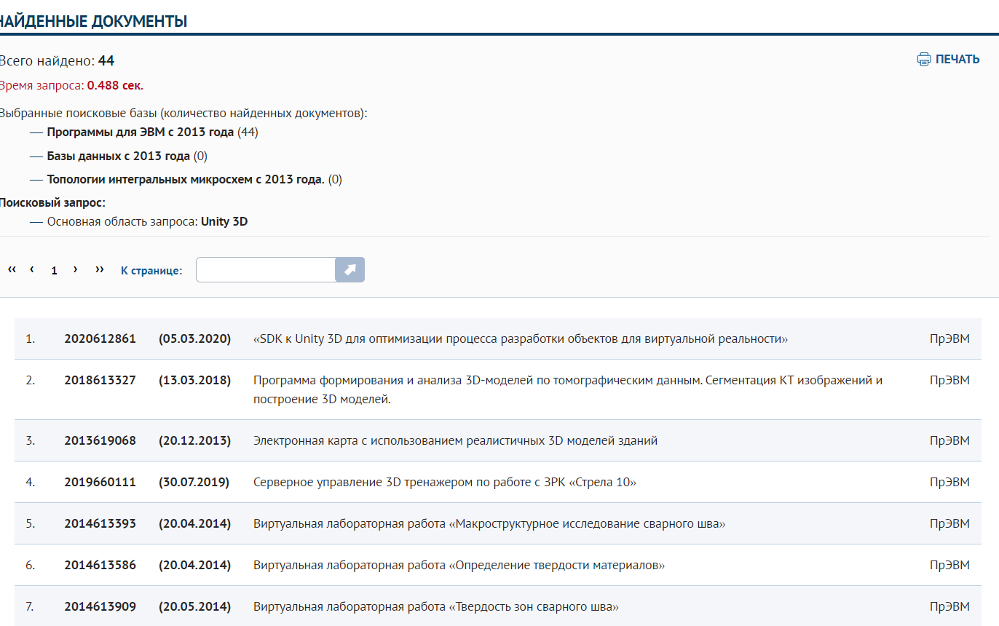 НАЙДЕННЫЕ ДОКУМЕНТЫ
Всего найдено: 44
ПЕЧАТЬ
Время запроса: 0.488 сек.
Выбранные поисковые базы (количество найденных документов):
— Программы для ЭВМ с 2013 года (44)
— Базы данных с 2013 года (0)
— Топологии интегральных микросхем с 2013 года. (0)
Поисковый запрос:
— Основная область запроса: Unity 3D
‹‹ ‹ 1 › ›› К странице:
1. 2020612861 (05.03.2020) «SDK к Unity 3D для оптимизации процесса разработки объектов для виртуальной реальности» ПрЭВМ
2. 2018613327 (13.03.2018) Программа формирования и анализа 3D-моделей по томографическим данным. Сегментация КТ изображений и ПрЭВМ
построение 3D моделей.
3. 2013619068 (20.12.2013) Электронная карта с использованием реалистичных 3D моделей зданий ПрЭВМ
4. 2019660111 (30.07.2019) Серверное управление 3D тренажером по работе с ЗРК «Стрела 10» ПрЭВМ
5. 2014613393 (20.04.2014) Виртуальная лабораторная работа «Макроструктурное исследование сварного шва» ПрЭВМ
6. 2014613586 (20.04.2014) Виртуальная лабораторная работа «Определение твердости материалов» ПрЭВМ
7. 2014613909 (20.05.2014) Виртуальная лабораторная работа «Твердость зон сварного шва» ПрЭВМ